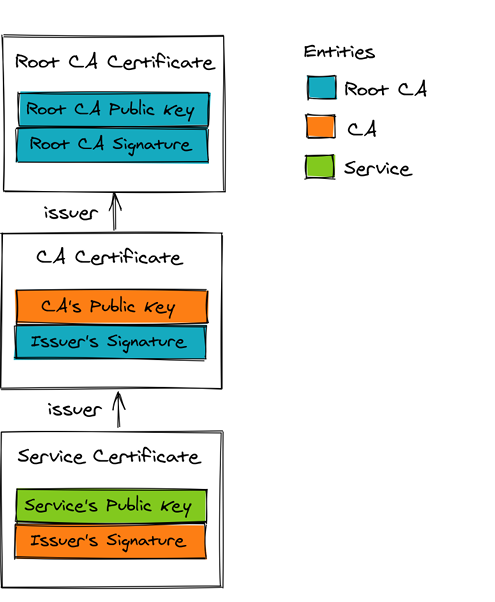 Root CA Certificate
Root CA Public Key
Root CA Signature
issuer
CA Certificate
CA's Public Key
Issuer's Signature
issuer
Service Certificate
Service's Public Key
Issuer's Signature
Entities
Root CA
CA
Service